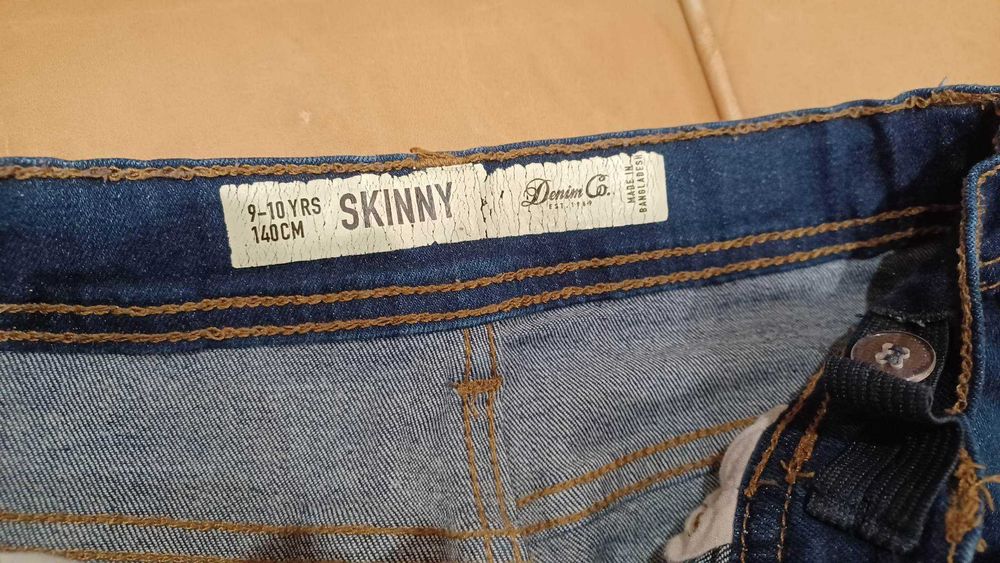 9-10 YRS
140CM
SKINNY
Denim Co.
EST. 1969
MADE IN
BANGLADESH